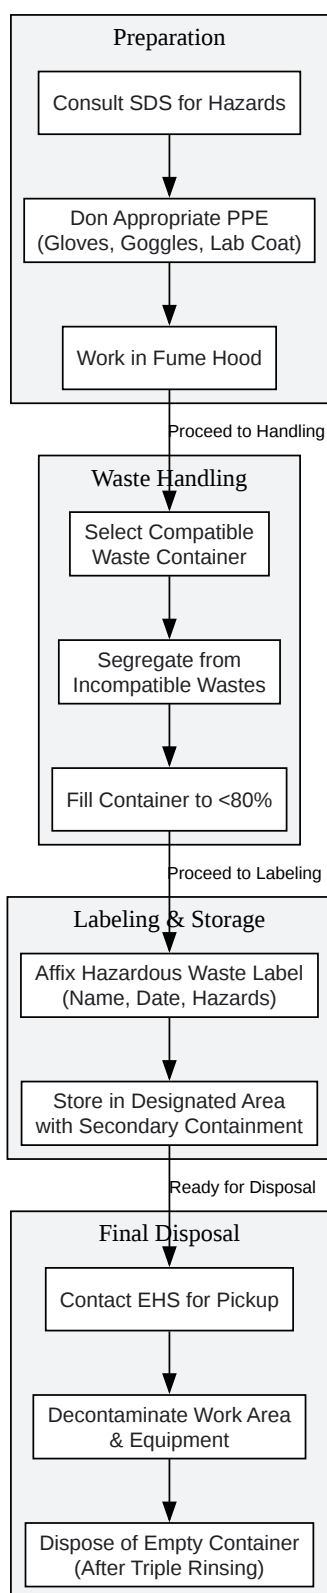 Preparation
Consult SDS for Hazards
Don Appropriate PPE
(Gloves, Goggles, Lab Coat)
Work in Fume Hood
Proceed to Handling
Waste Handling
Select Compatible
Waste Container
Segregate from
Incompatible Wastes
Fill Container to <80%
Proceed to Labeling
Labeling & Storage
Affix Hazardous Waste Label
(Name, Date, Hazards)
Store in Designated Area
with Secondary Containment
Ready for Disposal
Final Disposal
Contact EHS for Pickup
Decontaminate Work Area
& Equipment
Dispose of Empty Container
(After Triple Rinsing)